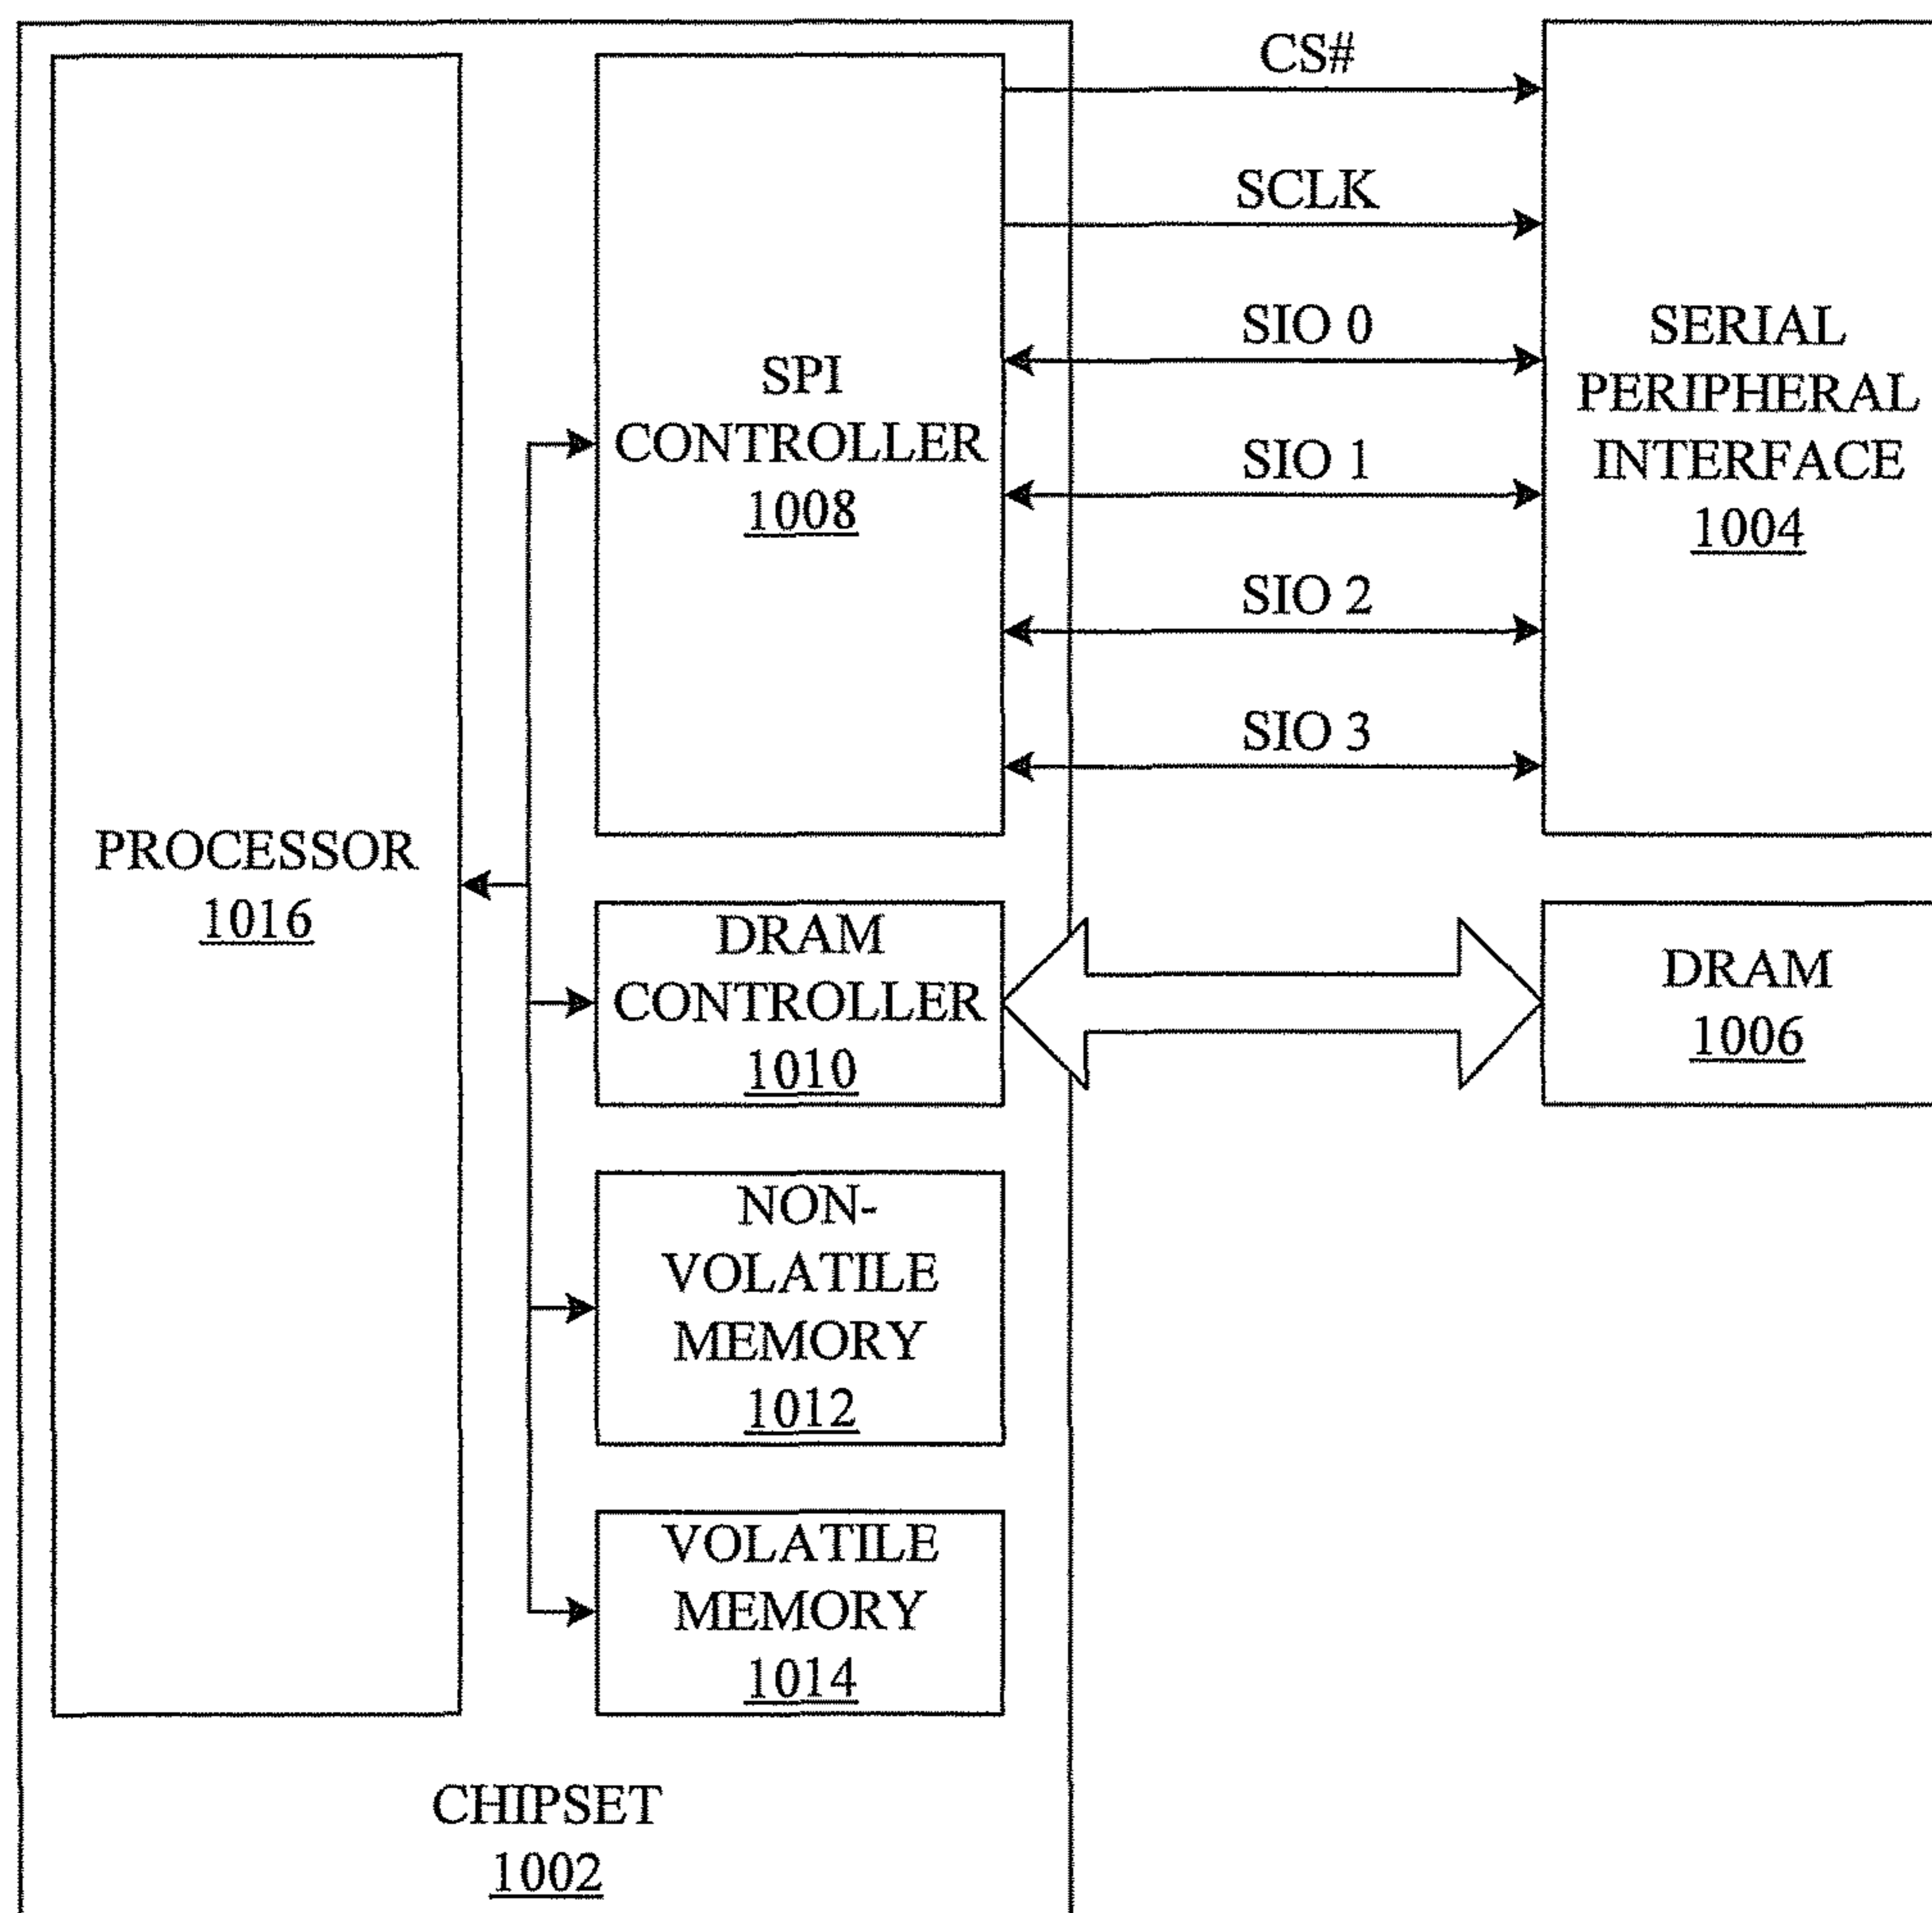 CS#
SCLK
SIO 0
SIO 1
SIO 2
SIO 3
SPI
CONTROLLER
1008
SERIAL
PERIPHERAL
INTERFACE
1004
PROCESSOR
1016
DRAM
CONTROLLER
1010
DRAM
1006
NON-
VOLATILE
MEMORY
1012
VOLATILE
MEMORY
1014
CHIPSET
1002